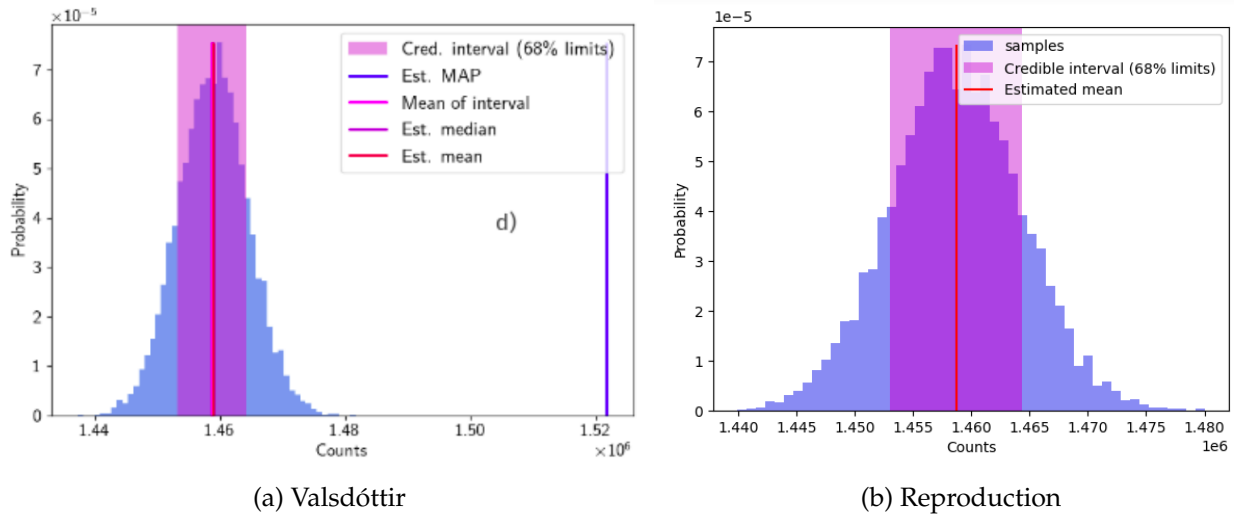 ×10⁻⁵
Cred. interval (68% limits)
Est. MAP
Mean of interval
Est. median
Est. mean
d)
7
6
5
4
3
2
1
0
Probability
1.44
1.46
1.48
1.50
1.52
Counts
×10⁶
(a) Valsdóttir
1e−5
samples
Credible interval (68% limits)
Estimated mean
7
6
5
4
3
2
1
0
Probability
1.440
1.445
1.450
1.455
1.460
1.465
1.470
1.475
1.480
Counts
1e6
(b) Reproduction